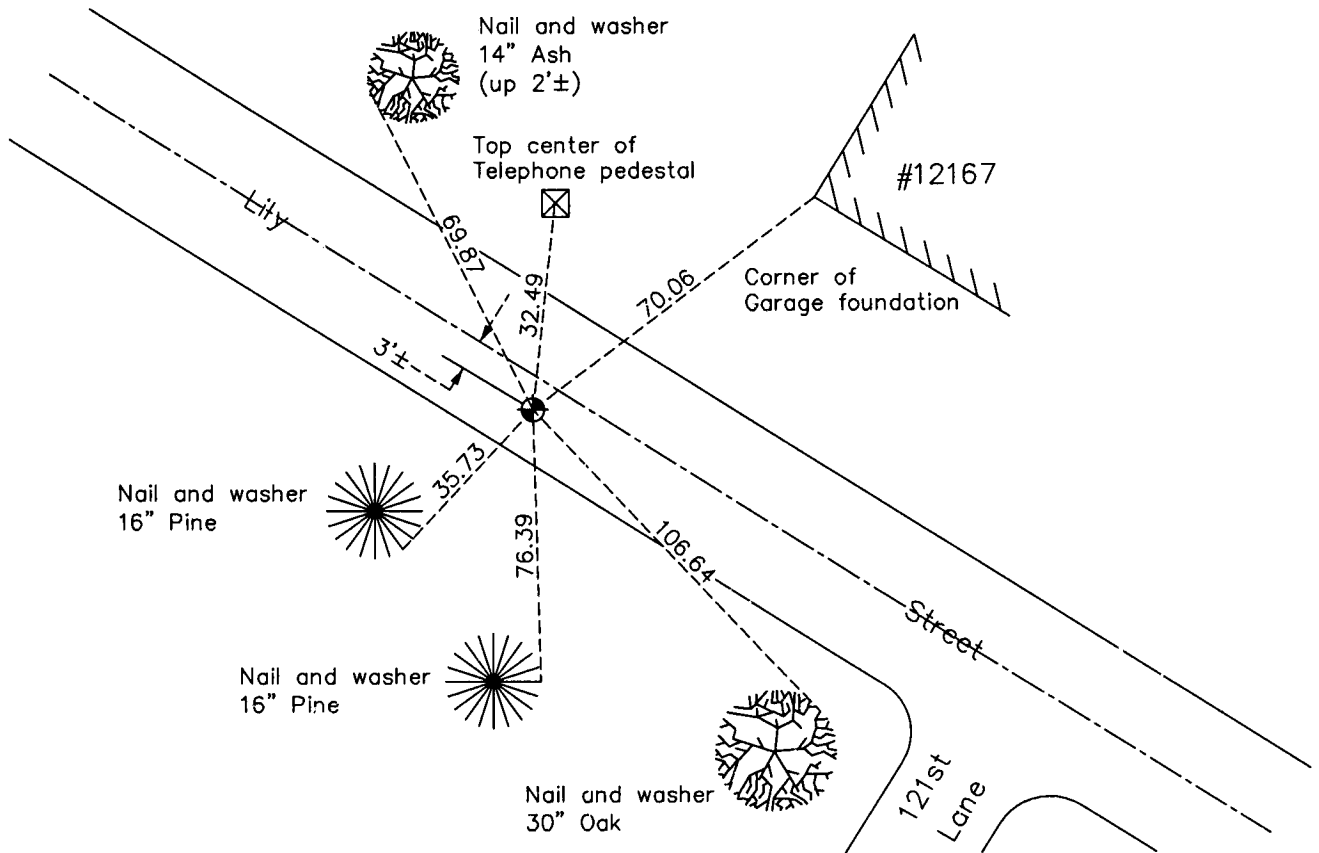 Nail and washer
14" Ash
(up 2'±)
Top center of
Telephone pedestal
#12167
Lily
69.87
32.49
70.06
Corner of
Garage foundation
3'±
35.73
Nail and washer
16" Pine
76.39
106.64
Street
Nail and washer
16" Pine
Nail and washer
30" Oak
121st
Lane